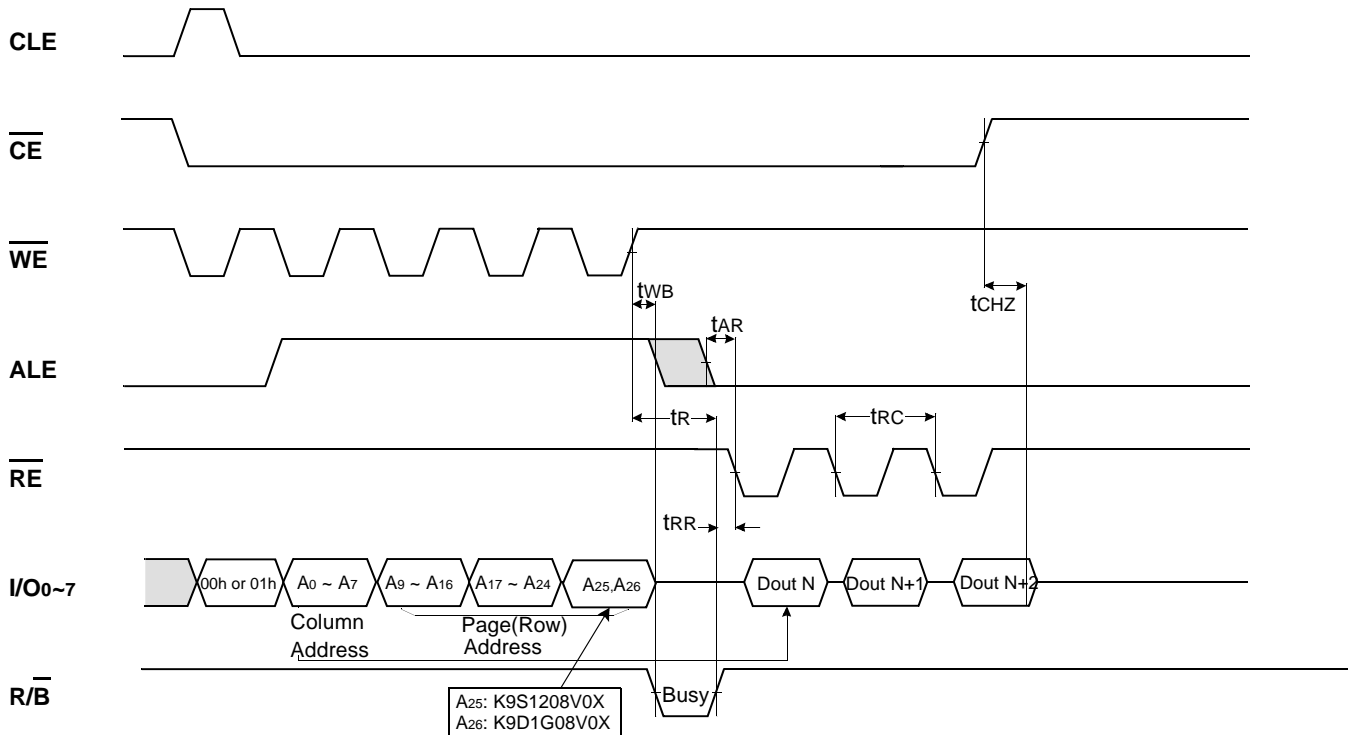 CLE
CE
WE
tWB
tCHZ
tAR
ALE
tR
tRC
RE
tRR
I/O0~7
00h or 01h
A0 ~ A7
A9 ~ A16
A17 ~ A24
A25,A26
Dout N
Dout N+1
Dout N+2
Column
Address
Page(Row)
Address
R/B
Busy
A25: K9S1208V0X
A26: K9D1G08V0X